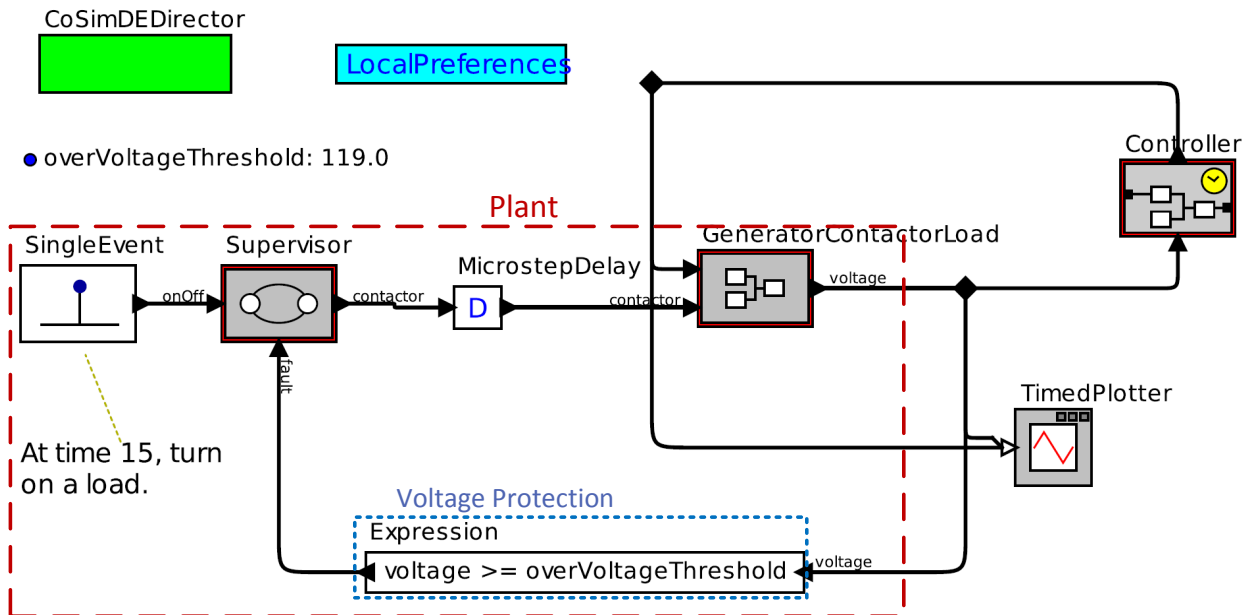 CoSimDEDirector
LocalPreferences
overVoltageThreshold: 119.0
Controller
Plant
SingleEvent
Supervisor
GeneratorContactorLoad
MicrostepDelay
onOff
contactor
D
contactor
voltage
fault
TimedPlotter
At time 15, turn
on a load.
Voltage Protection
Expression
voltage >= overVoltageThreshold
voltage